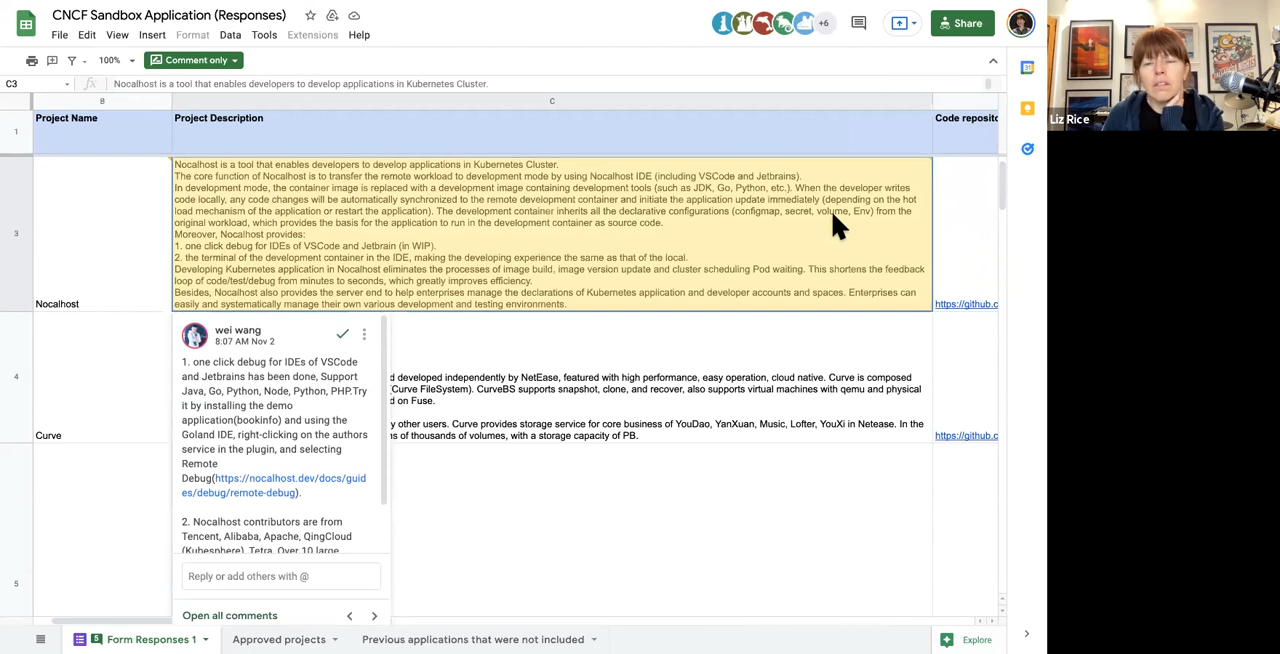 CNCF Sandbox Application (Responses)
File Edit View Insert Format Data Tools Extensions Help
+6
Share
100%
Comment only
C3
Nocalhost is a tool that enables developers to develop applications in Kubernetes Cluster.
B
C
1
Project Name
Project Description
Code reposito
Nocalhost is a tool that enables developers to develop applications in Kubernetes Cluster.
The core function of Nocalhost is to transfer the remote workload to development mode by using Nocalhost IDE (including VSCode and Jetbrains).
In development mode, the container image is replaced with a development image containing development tools (such as JDK, Go, Python, etc.). When the developer writes
code locally, any code changes will be automatically synchronized to the remote development container and initiate the application update immediately (depending on the hot
load mechanism of the application or restart the application). The development container inherits all the declarative configurations (configmap, secret, volume, Env) from the
original workload, which provides the basis for the application to run in the development container as source code.
Moreover, Nocalhost provides:
1. one click debug for IDEs of VSCode and Jetbrain (in WIP).
2. the terminal of the development container in the IDE, making the developing experience the same as that of the local.
Developing Kubernetes application in Nocalhost eliminates the processes of image build, image version update and cluster scheduling Pod waiting. This shortens the feedback
loop of code/test/debug from minutes to seconds, which greatly improves efficiency.
Besides, Nocalhost also provides the server end to help enterprises manage the declarations of Kubernetes application and developer accounts and spaces. Enterprises can
easily and systematically manage their own various development and testing environments.
3
Nocalhost
https://github.c
wei wang
8:07 AM Nov 2
1. one click debug for IDEs of VSCode
and Jetbrains has been done, Support
Java, Go, Python, Node, Python, PHP.Try
it by installing the demo
application(bookinfo) and using the
Goland IDE, right-clicking on the authors
service in the plugin, and selecting
Remote
Debug(https://nocalhost.dev/docs/guid
es/debug/remote-debug).
2. Nocalhost contributors are from
Tencent, Alibaba, Apache, QingCloud
(Kubesphere), Tetra. Over 10 large
Reply or add others with @
Open all comments
4
d developed independently by NetEase, featured with high performance, easy operation, cloud native. Curve is composed
(Curve FileSystem). CurveBS supports snapshot, clone, and recover, also supports virtual machines with qemu and physical
d on Fuse.
y other users. Curve provides storage service for core business of YouDao, YanXuan, Music, Lofter, YouXi in Netease. In the
s of thousands of volumes, with a storage capacity of PB.
Curve
https://github.c
5
5 Form Responses 1
Approved projects
Previous applications that were not included
Explore
31
Liz Rice